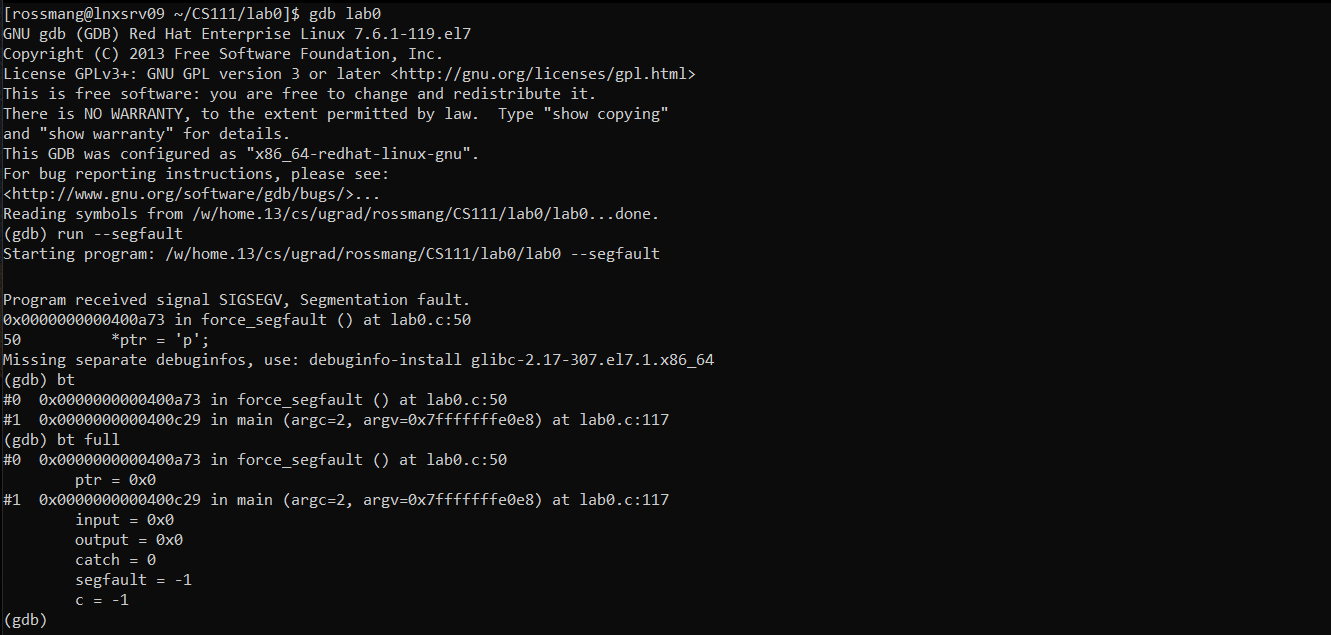 [rossmang@lnxsrv09 ~/CS111/lab0]$ gdb lab0
GNU gdb (GDB) Red Hat Enterprise Linux 7.6.1-119.el7
Copyright (C) 2013 Free Software Foundation, Inc.
License GPLv3+: GNU GPL version 3 or later <http://gnu.org/licenses/gpl.html>
This is free software: you are free to change and redistribute it.
There is NO WARRANTY, to the extent permitted by law.  Type "show copying"
and "show warranty" for details.
This GDB was configured as "x86_64-redhat-linux-gnu".
For bug reporting instructions, please see:
<http://www.gnu.org/software/gdb/bugs/>...
Reading symbols from /w/home.13/cs/ugrad/rossmang/CS111/lab0/lab0...done.
(gdb) run --segfault
Starting program: /w/home.13/cs/ugrad/rossmang/CS111/lab0/lab0 --segfault
Program received signal SIGSEGV, Segmentation fault.
0x0000000000400a73 in force_segfault () at lab0.c:50
50          *ptr = 'p';
Missing separate debuginfos, use: debuginfo-install glibc-2.17-307.el7.1.x86_64
(gdb) bt
#0  0x0000000000400a73 in force_segfault () at lab0.c:50
#1  0x0000000000400c29 in main (argc=2, argv=0x7fffffffe0e8) at lab0.c:117
(gdb) bt full
#0  0x0000000000400a73 in force_segfault () at lab0.c:50
        ptr = 0x0
#1  0x0000000000400c29 in main (argc=2, argv=0x7fffffffe0e8) at lab0.c:117
        input = 0x0
        output = 0x0
        catch = 0
        segfault = -1
        c = -1
(gdb)